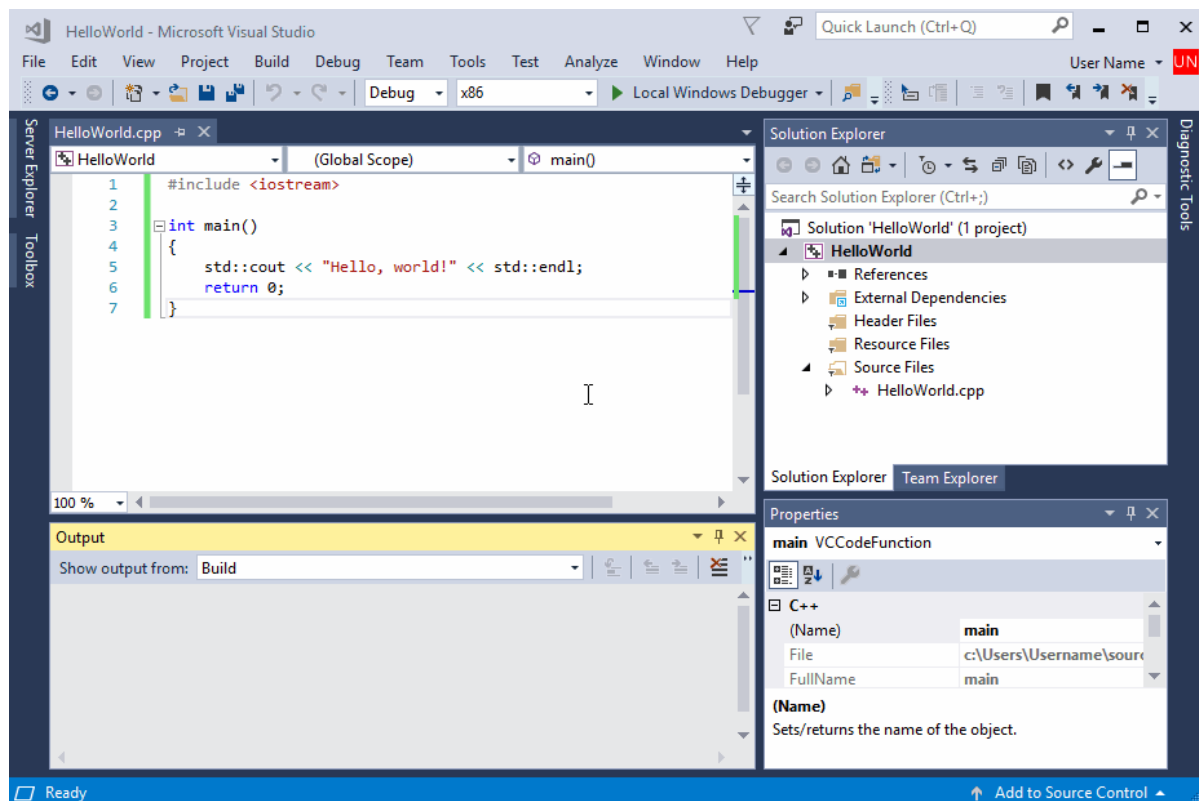 HelloWorld - Microsoft Visual Studio
Quick Launch (Ctrl+Q)
File Edit View Project Build Debug Team Tools Test Analyze Window Help
User Name UN
Debug x86 Local Windows Debugger
Server Explorer
Toolbox
HelloWorld.cpp
HelloWorld (Global Scope) main()
1 #include <iostream>
2
3 int main()
4 {
5 std::cout << "Hello, world!" << std::endl;
6 return 0;
7 }
100 %
Output
Show output from: Build
Solution Explorer
Search Solution Explorer (Ctrl+;)
Solution 'HelloWorld' (1 project)
HelloWorld
References
External Dependencies
Header Files
Resource Files
Source Files
HelloWorld.cpp
Solution Explorer Team Explorer
Properties
main VCCodeFunction
C++
(Name) main
File c:\Users\Username\sour
FullName main
(Name)
Sets/returns the name of the object.
Diagnostic Tools
Ready
Add to Source Control